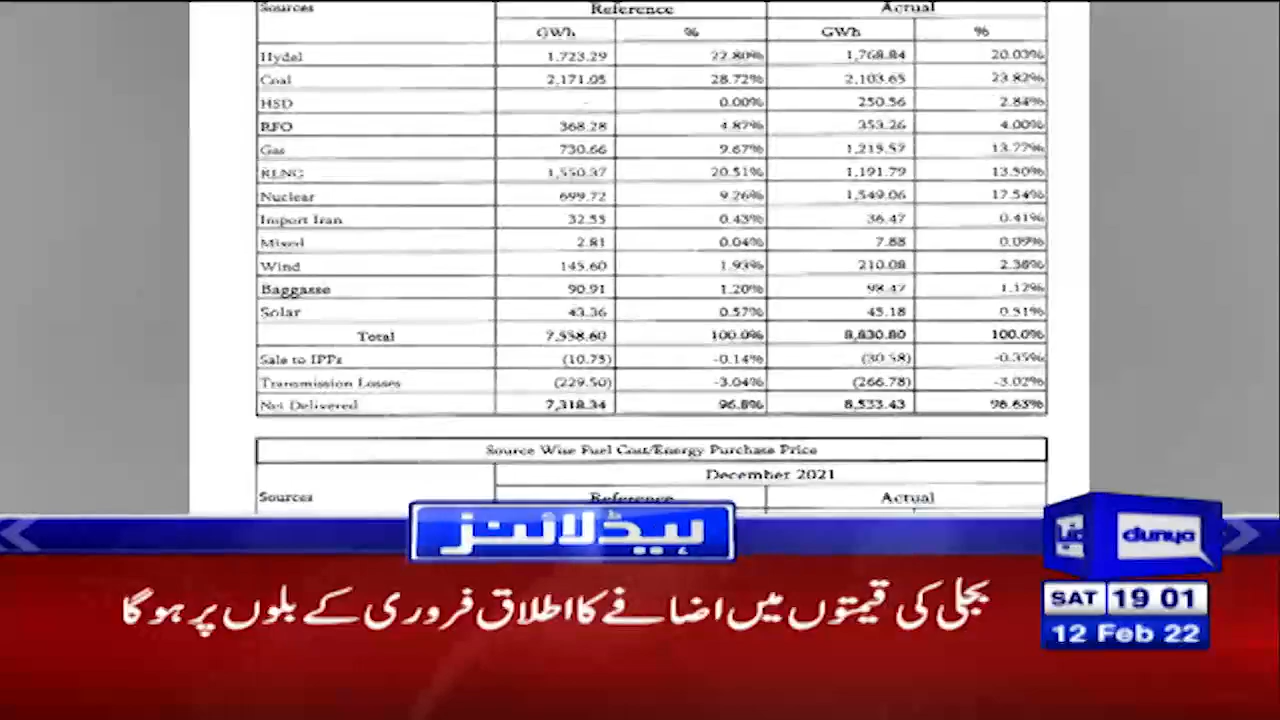 Sources Reference Actual
GWh % GWh %
Hydel 1,723.29 22.80% 1,768.84 20.03%
Coal 2,171.05 28.72% 2,103.65 23.82%
HSD - 0.00% 250.56 2.84%
RFO 368.28 4.87% 353.26 4.00%
Gas 730.66 9.67% 1,215.57 13.77%
RLNG 1,550.37 20.51% 1,191.79 13.50%
Nuclear 699.72 9.26% 1,549.06 17.54%
Import Iran 32.55 0.43% 36.47 0.41%
Mixed 2.81 0.04% 7.88 0.09%
Wind 145.60 1.93% 210.08 2.38%
Baggasse 90.91 1.20% 98.47 1.12%
Solar 43.36 0.57% 45.18 0.51%
Total 7,558.60 100.0% 8,830.80 100.0%
Sale to IPPs (10.75) -0.14% (30.58) -0.35%
Transmission Losses (229.50) -3.04% (266.78) -3.02%
Net Delivered 7,318.34 96.8% 8,533.43 96.63%
Source Wise Fuel Cost/Energy Purchase Price
December 2021
Sources Reference Actual
ہیڈلائنز
dunya
بجلی کی قیمتوں میں اضافے کا اطلاق فروری کے بلوں پر ہو گا
SAT 19 01
12 Feb 22